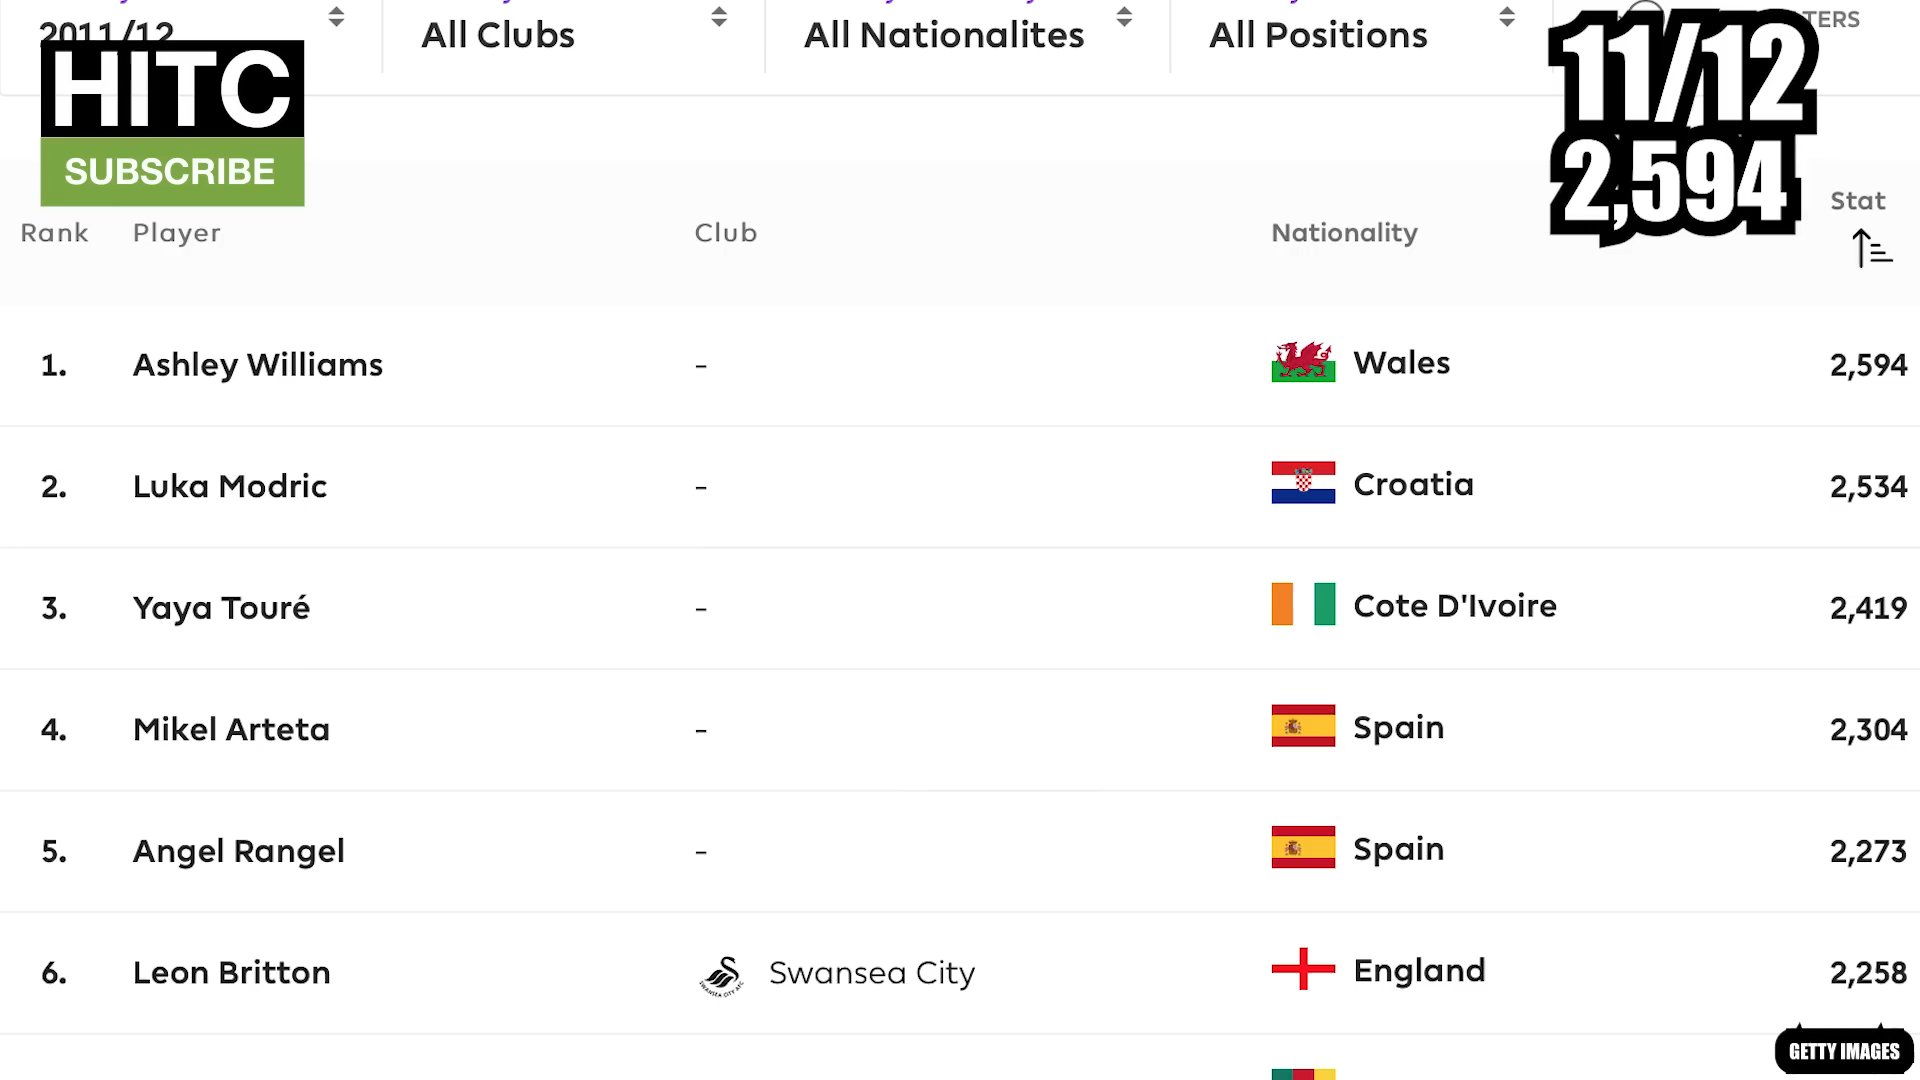 2011/12
All Clubs
All Nationalites
All Positions
TERS
HITC
SUBSCRIBE
11/12
2,594
Rank Player Club Nationality Stat
1. Ashley Williams - Wales 2,594
2. Luka Modric - Croatia 2,534
3. Yaya Touré - Cote D'Ivoire 2,419
4. Mikel Arteta - Spain 2,304
5. Angel Rangel - Spain 2,273
6. Leon Britton Swansea City England 2,258
GETTY IMAGES